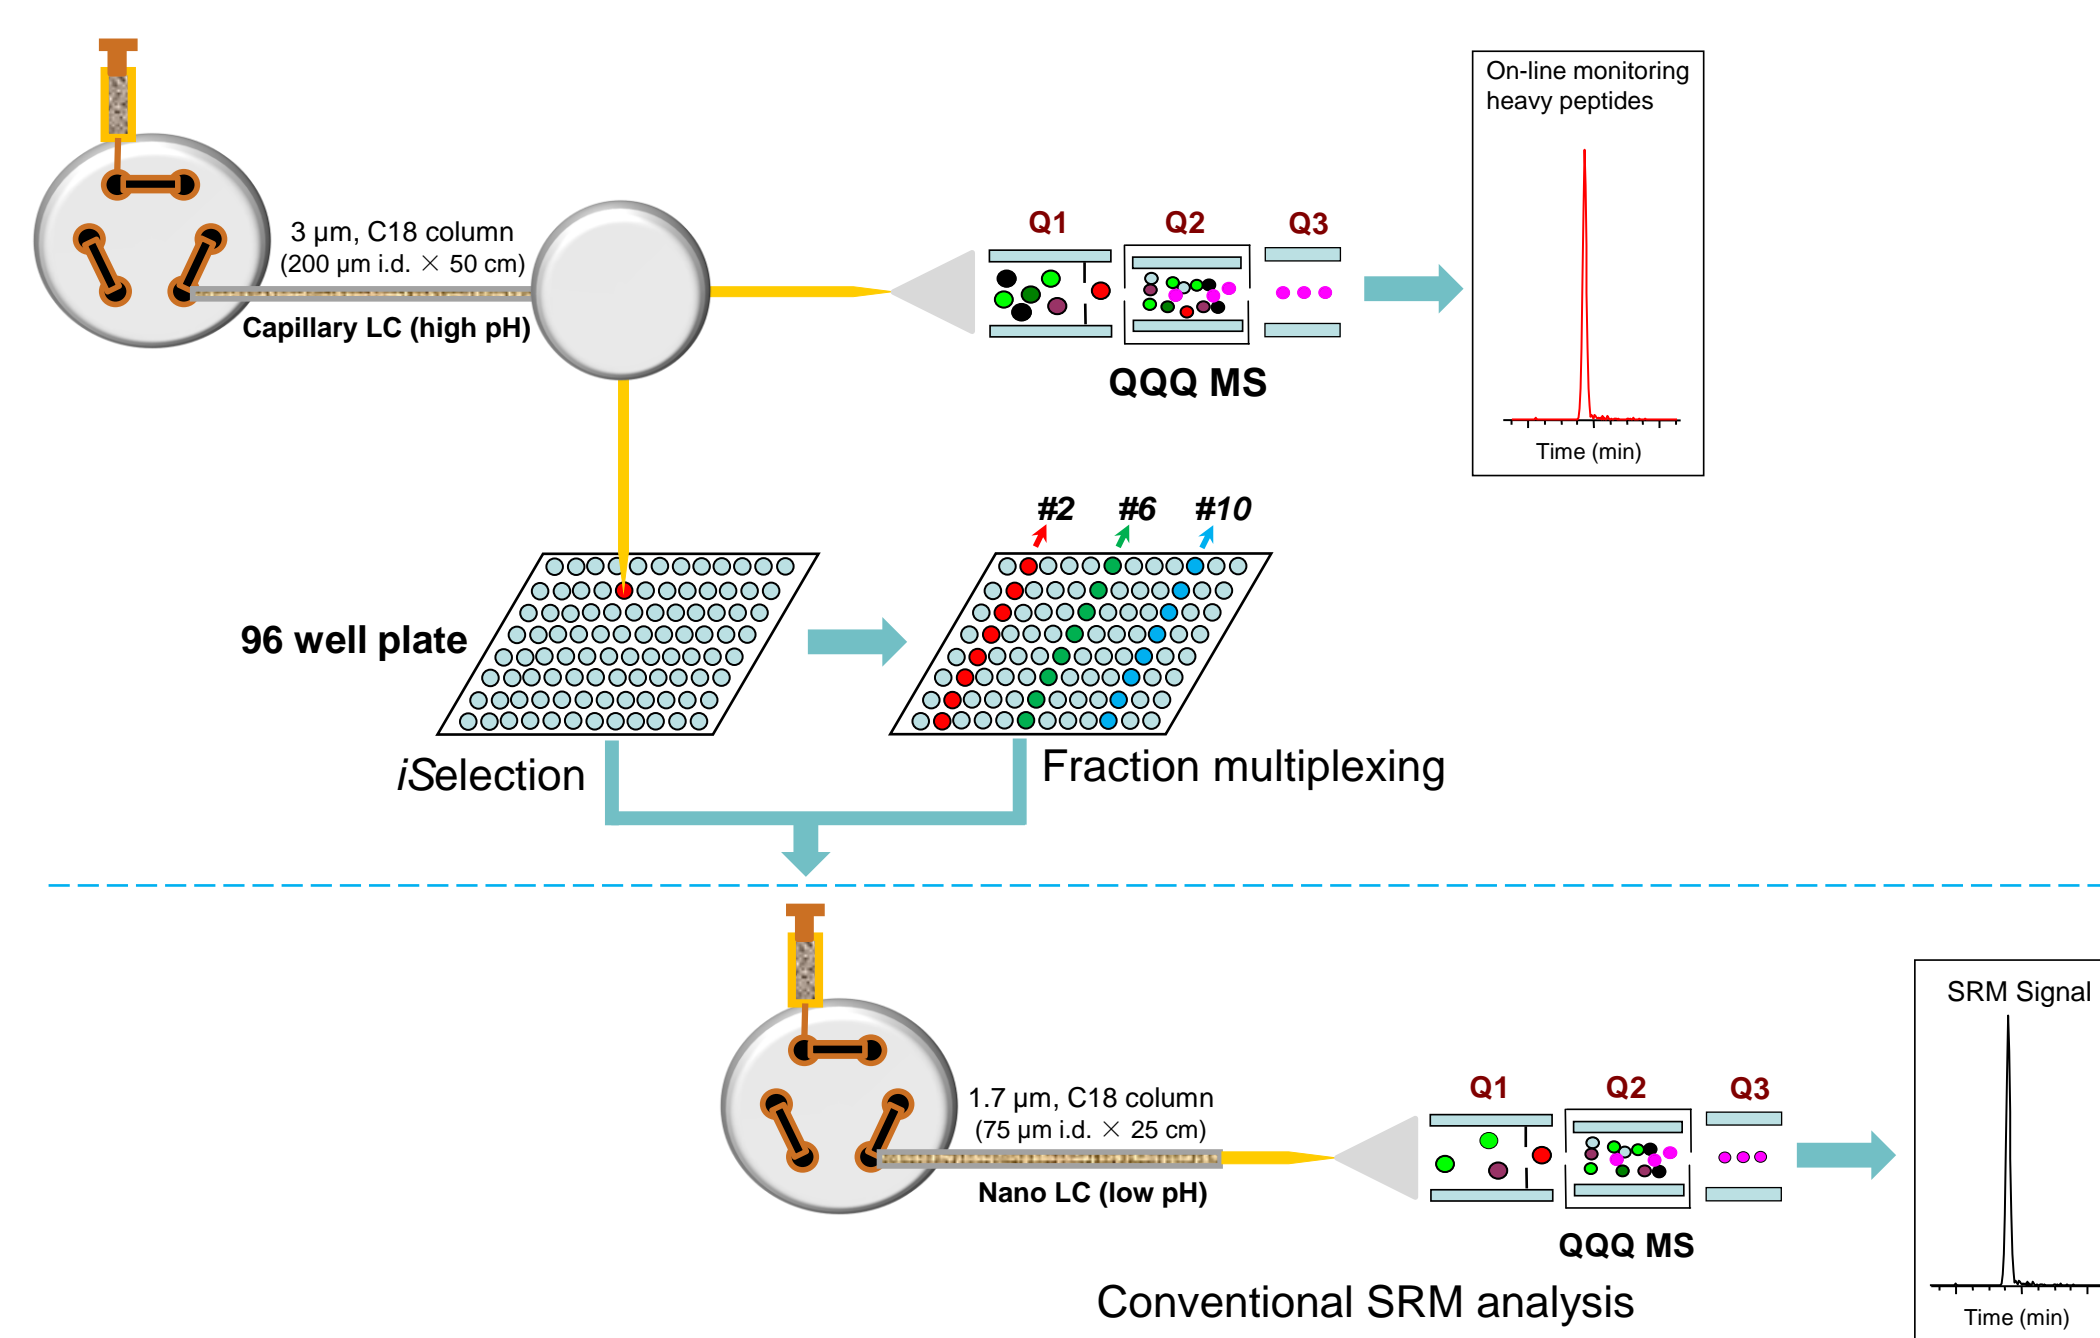 On-line monitoring
heavy peptides
Time (min)
3 µm, C18 column
(200 µm i.d. × 50 cm)
Capillary LC (high pH)
Q1 Q2 Q3
QQQ MS
#2 #6 #10
96 well plate
iSelection
Fraction multiplexing
1.7 µm, C18 column
(75 µm i.d. × 25 cm)
Nano LC (low pH)
Q1 Q2 Q3
QQQ MS
SRM Signal
Time (min)
Conventional SRM analysis